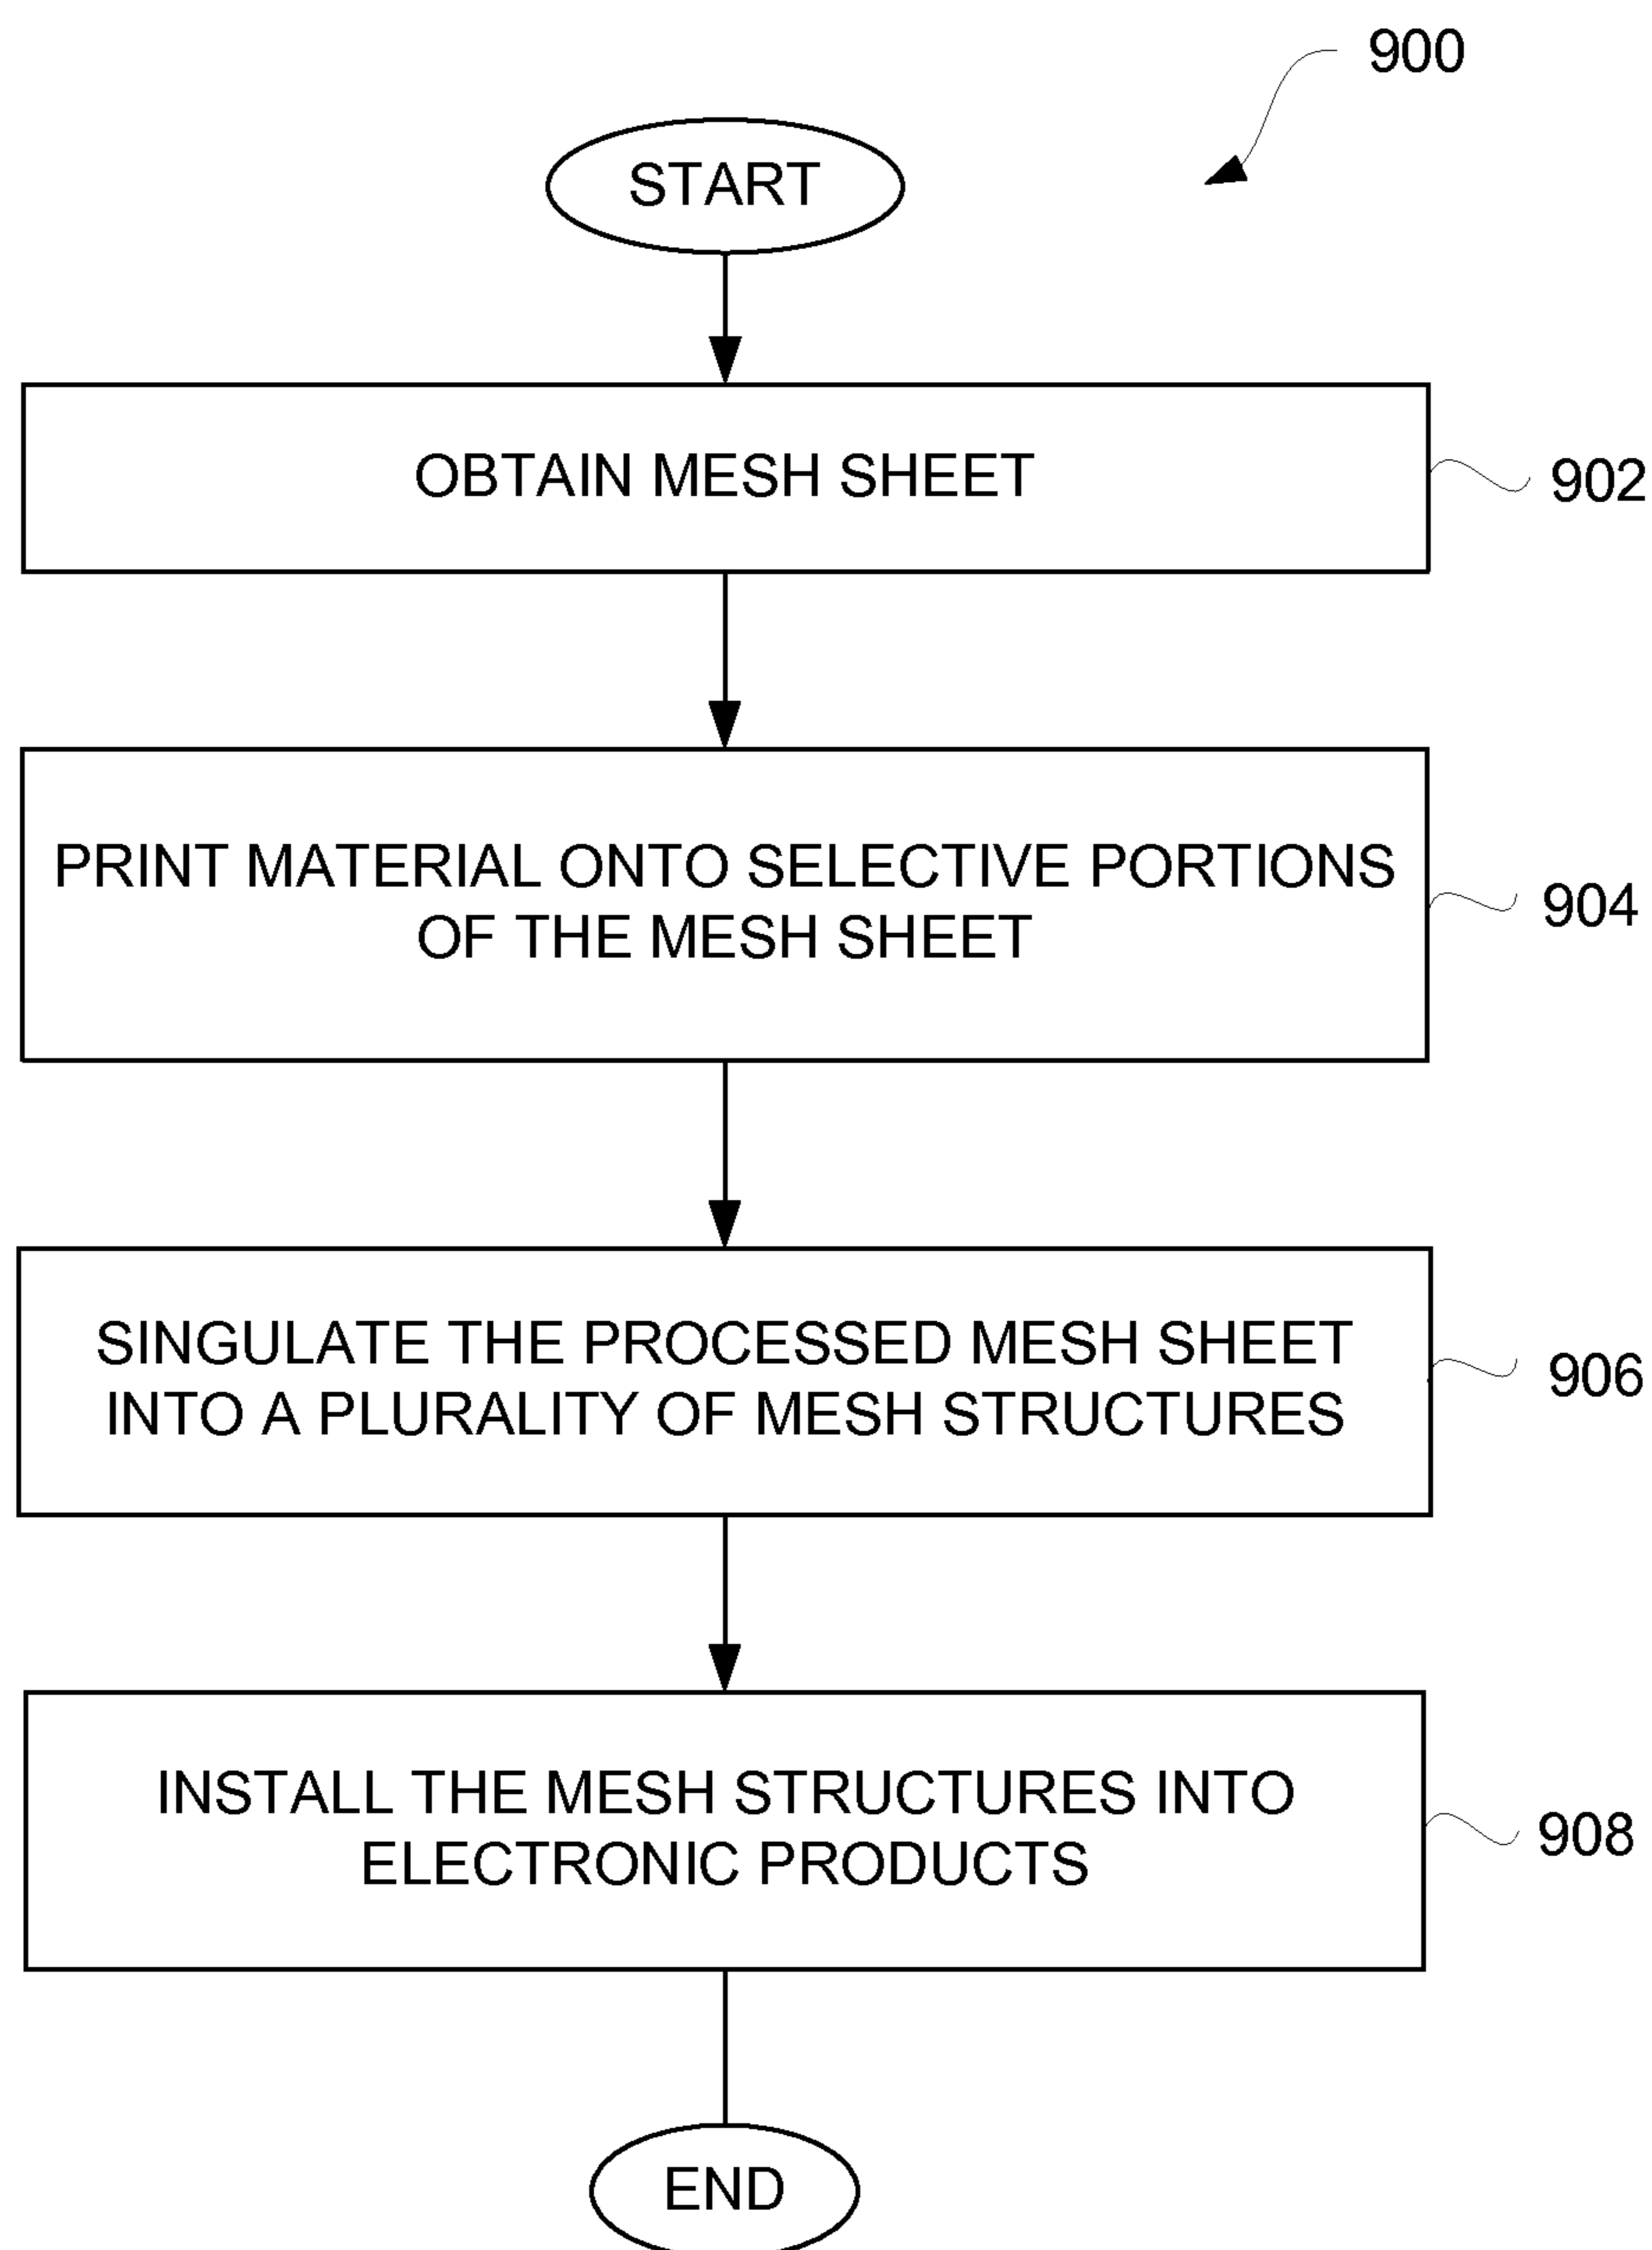 900
START
OBTAIN MESH SHEET
902
PRINT MATERIAL ONTO SELECTIVE PORTIONS
OF THE MESH SHEET
904
SINGULATE THE PROCESSED MESH SHEET
INTO A PLURALITY OF MESH STRUCTURES
906
INSTALL THE MESH STRUCTURES INTO
ELECTRONIC PRODUCTS
908
END